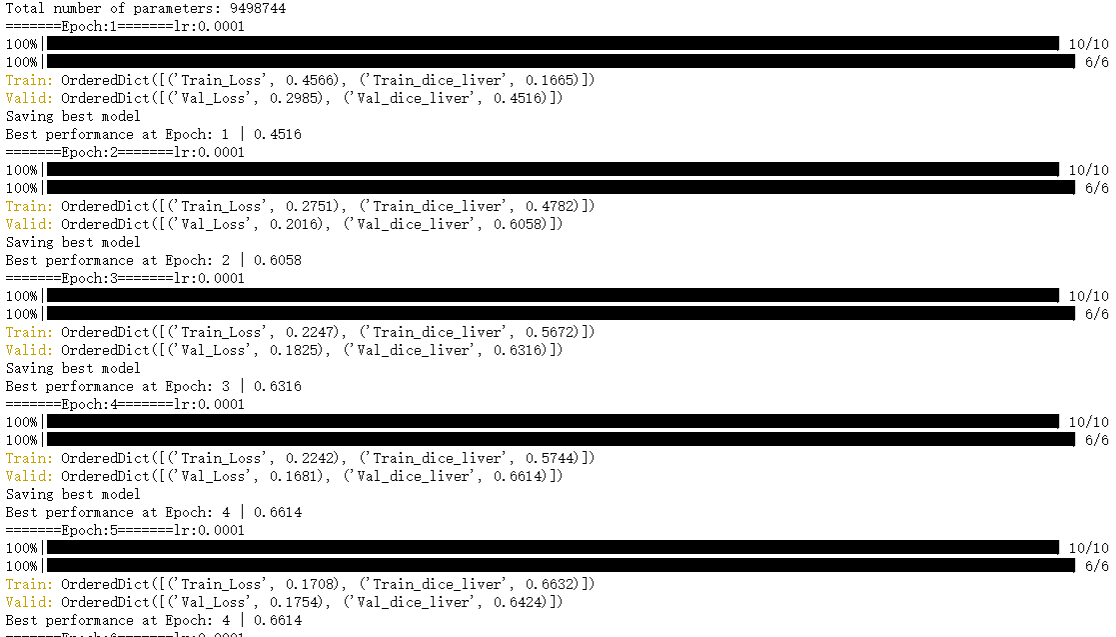 Total number of parameters: 9498744
=======Epoch:1=======lr:0.0001
100%| 10/10
100%| 6/6
Train: OrderedDict([('Train_Loss', 0.4566), ('Train_dice_liver', 0.1665)])
Valid: OrderedDict([('Val_Loss', 0.2985), ('Val_dice_liver', 0.4516)])
Saving best model
Best performance at Epoch: 1 | 0.4516
=======Epoch:2=======lr:0.0001
100%| 10/10
100%| 6/6
Train: OrderedDict([('Train_Loss', 0.2751), ('Train_dice_liver', 0.4782)])
Valid: OrderedDict([('Val_Loss', 0.2016), ('Val_dice_liver', 0.6058)])
Saving best model
Best performance at Epoch: 2 | 0.6058
=======Epoch:3=======lr:0.0001
100%| 10/10
100%| 6/6
Train: OrderedDict([('Train_Loss', 0.2247), ('Train_dice_liver', 0.5672)])
Valid: OrderedDict([('Val_Loss', 0.1825), ('Val_dice_liver', 0.6316)])
Saving best model
Best performance at Epoch: 3 | 0.6316
=======Epoch:4=======lr:0.0001
100%| 10/10
100%| 6/6
Train: OrderedDict([('Train_Loss', 0.2242), ('Train_dice_liver', 0.5744)])
Valid: OrderedDict([('Val_Loss', 0.1681), ('Val_dice_liver', 0.6614)])
Saving best model
Best performance at Epoch: 4 | 0.6614
=======Epoch:5=======lr:0.0001
100%| 10/10
100%| 6/6
Train: OrderedDict([('Train_Loss', 0.1708), ('Train_dice_liver', 0.6632)])
Valid: OrderedDict([('Val_Loss', 0.1754), ('Val_dice_liver', 0.6424)])
Best performance at Epoch: 4 | 0.6614